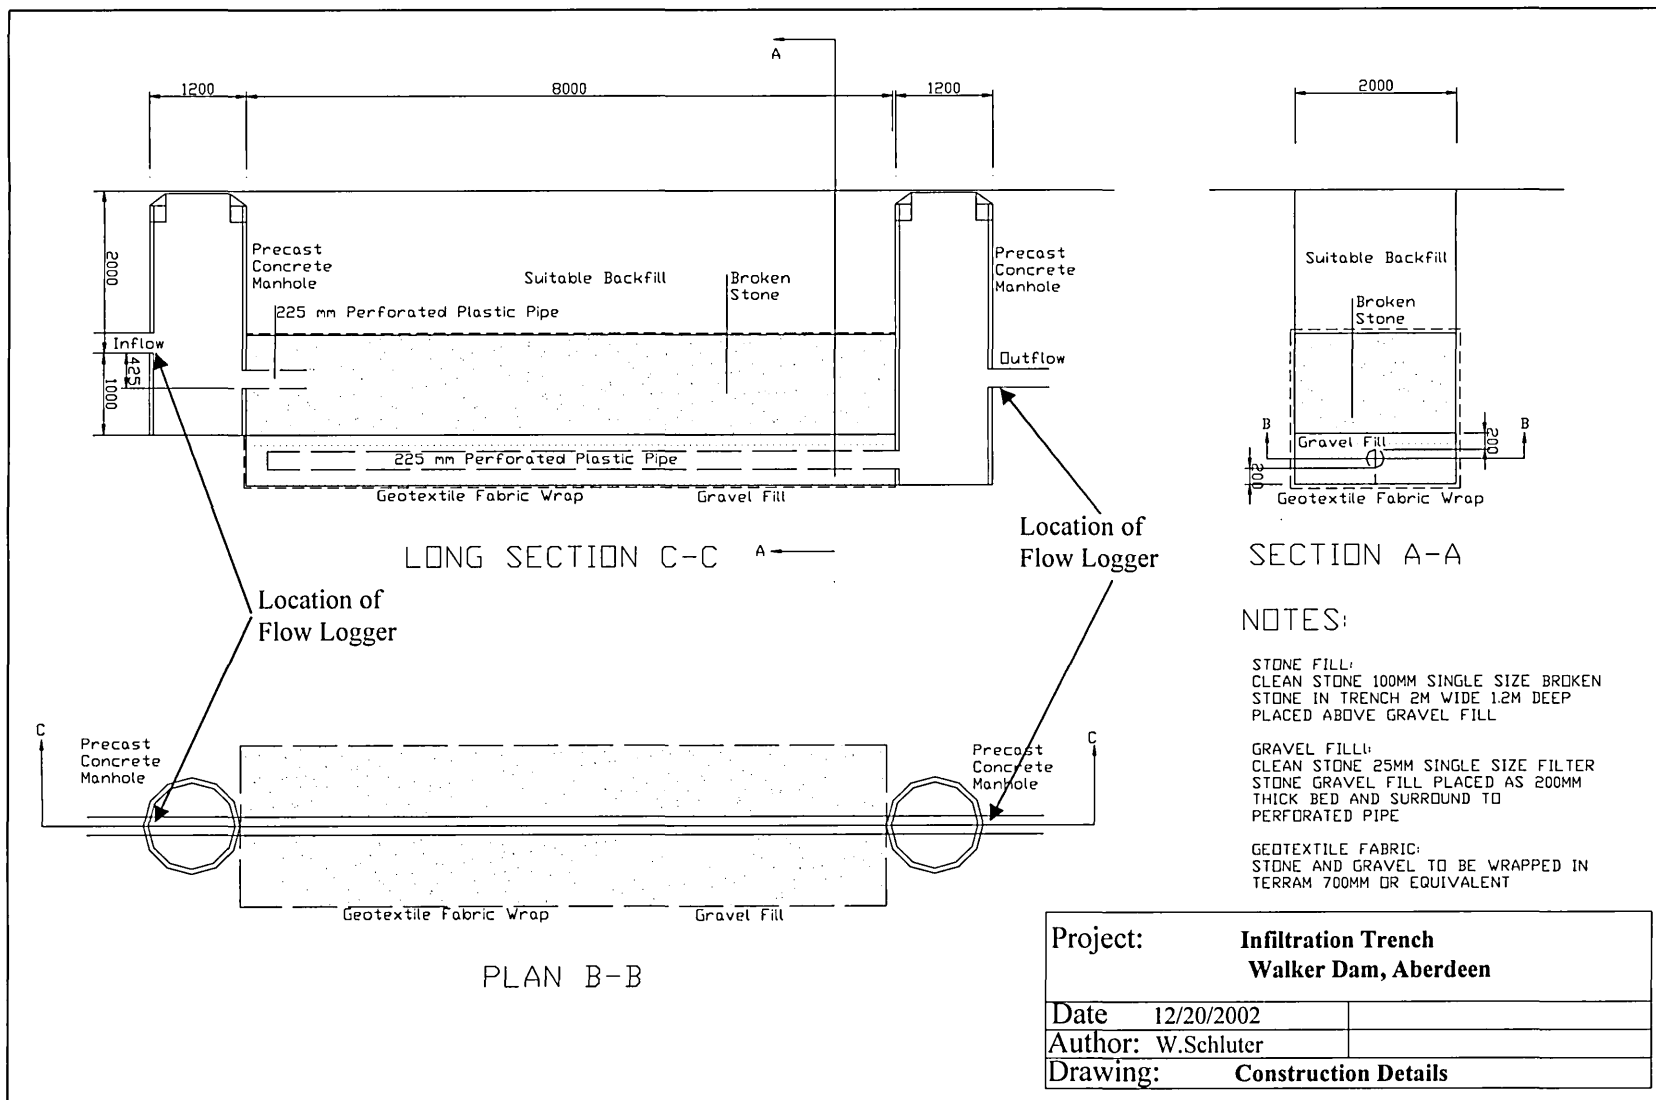 A
1200
8000
1200
2000
2000
Precast
Concrete
Manhole
Suitable Backfill
Broken
Stone
Precast
Concrete
Manhole
Suitable Backfill
225 mm Perforated Plastic Pipe
Broken
Stone
Inflow
425
1000
Outflow
B
B
Gravel Fill
200
200
225 mm Perforated Plastic Pipe
Geotextile Fabric Wrap
Gravel Fill
Geotextile Fabric Wrap
LONG SECTION C-C
A
Location of
Flow Logger
SECTION A-A
Location of
Flow Logger
NOTES:
STONE FILL:
CLEAN STONE 100MM SINGLE SIZE BROKEN
STONE IN TRENCH 2M WIDE 1.2M DEEP
PLACED ABOVE GRAVEL FILL
GRAVEL FILLl:
CLEAN STONE 25MM SINGLE SIZE FILTER
STONE GRAVEL FILL PLACED AS 200MM
THICK BED AND SURROUND TO
PERFORATED PIPE
GEOTEXTILE FABRIC:
STONE AND GRAVEL TO BE WRAPPED IN
TERRAM 700MM OR EQUIVALENT
C
Precast
Concrete
Manhole
Precast
Concrete
Manhole
C
Geotextile Fabric Wrap
Gravel Fill
PLAN B-B
Project: Infiltration Trench
Walker Dam, Aberdeen
Date 12/20/2002
Author: W.Schluter
Drawing: Construction Details